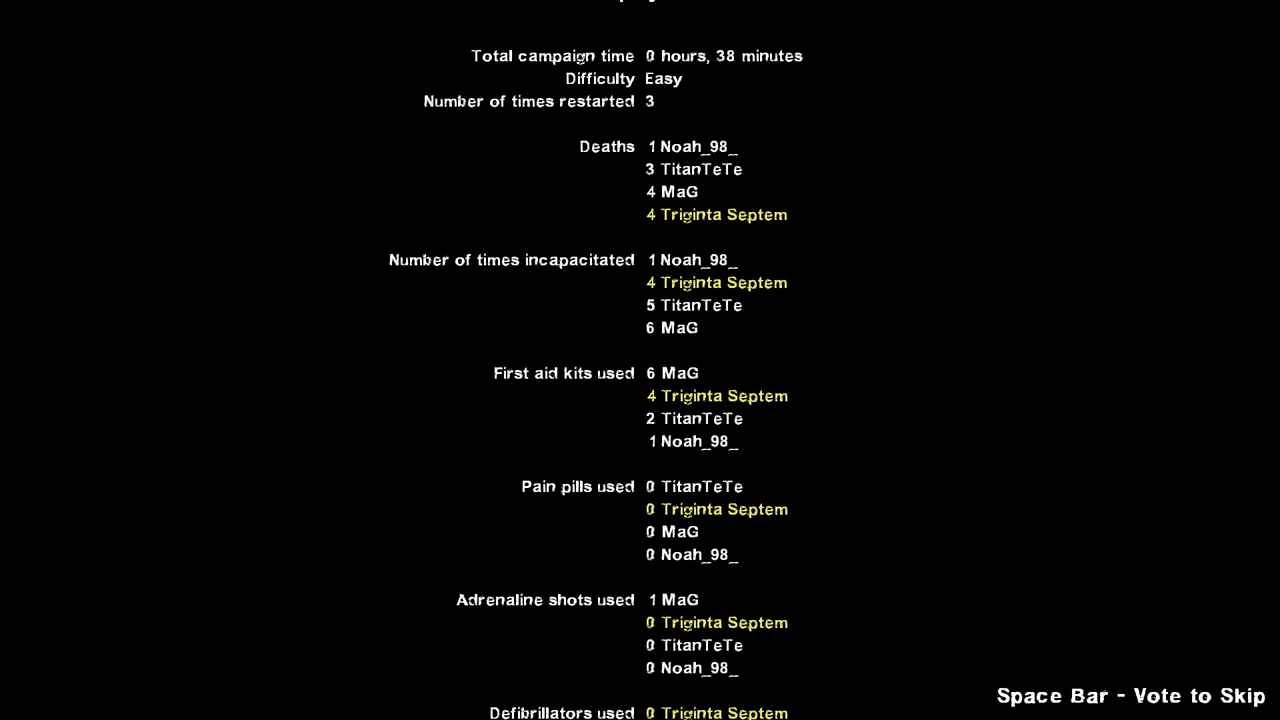 Total campaign time 0 hours, 38 minutes
Difficulty Easy
Number of times restarted 3
Deaths 1 Noah_98_
3 TitanTeTe
4 MaG
4 Triginta Septem
Number of times incapacitated 1 Noah_98_
4 Triginta Septem
5 TitanTeTe
6 MaG
First aid kits used 6 MaG
4 Triginta Septem
2 TitanTeTe
1 Noah_98_
Pain pills used 0 TitanTeTe
0 Triginta Septem
0 MaG
0 Noah_98_
Adrenaline shots used 1 MaG
0 Triginta Septem
0 TitanTeTe
0 Noah_98_
Space Bar - Vote to Skip
Defibrillators used 0 Triginta Septem